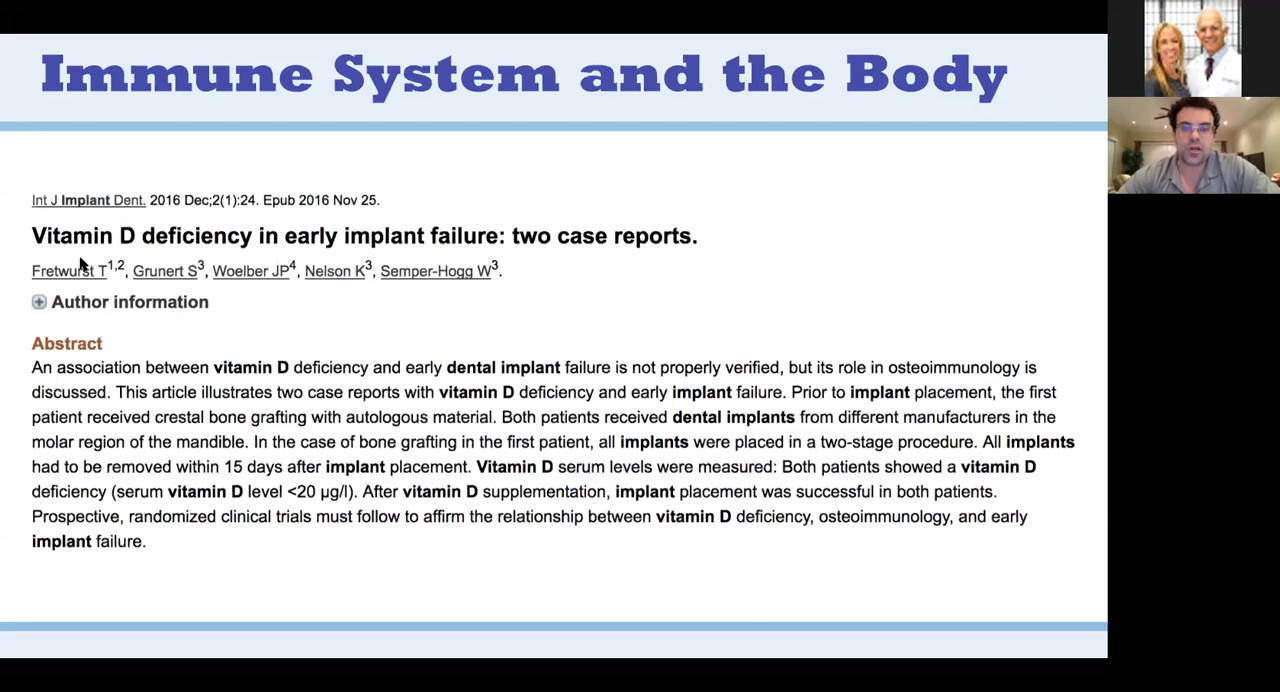 Immune System and the Body
Int J Implant Dent. 2016 Dec;2(1):24. Epub 2016 Nov 25.
Vitamin D deficiency in early implant failure: two case reports.
Fretwurst T1,2, Grunert S3, Woelber JP4, Nelson K3, Semper-Hogg W3.
Author information
Abstract
An association between vitamin D deficiency and early dental implant failure is not properly verified, but its role in osteoimmunology is
discussed. This article illustrates two case reports with vitamin D deficiency and early implant failure. Prior to implant placement, the first
patient received crestal bone grafting with autologous material. Both patients received dental implants from different manufacturers in the
molar region of the mandible. In the case of bone grafting in the first patient, all implants were placed in a two-stage procedure. All implants
had to be removed within 15 days after implant placement. Vitamin D serum levels were measured: Both patients showed a vitamin D
deficiency (serum vitamin D level <20 µg/l). After vitamin D supplementation, implant placement was successful in both patients.
Prospective, randomized clinical trials must follow to affirm the relationship between vitamin D deficiency, osteoimmunology, and early
implant failure.